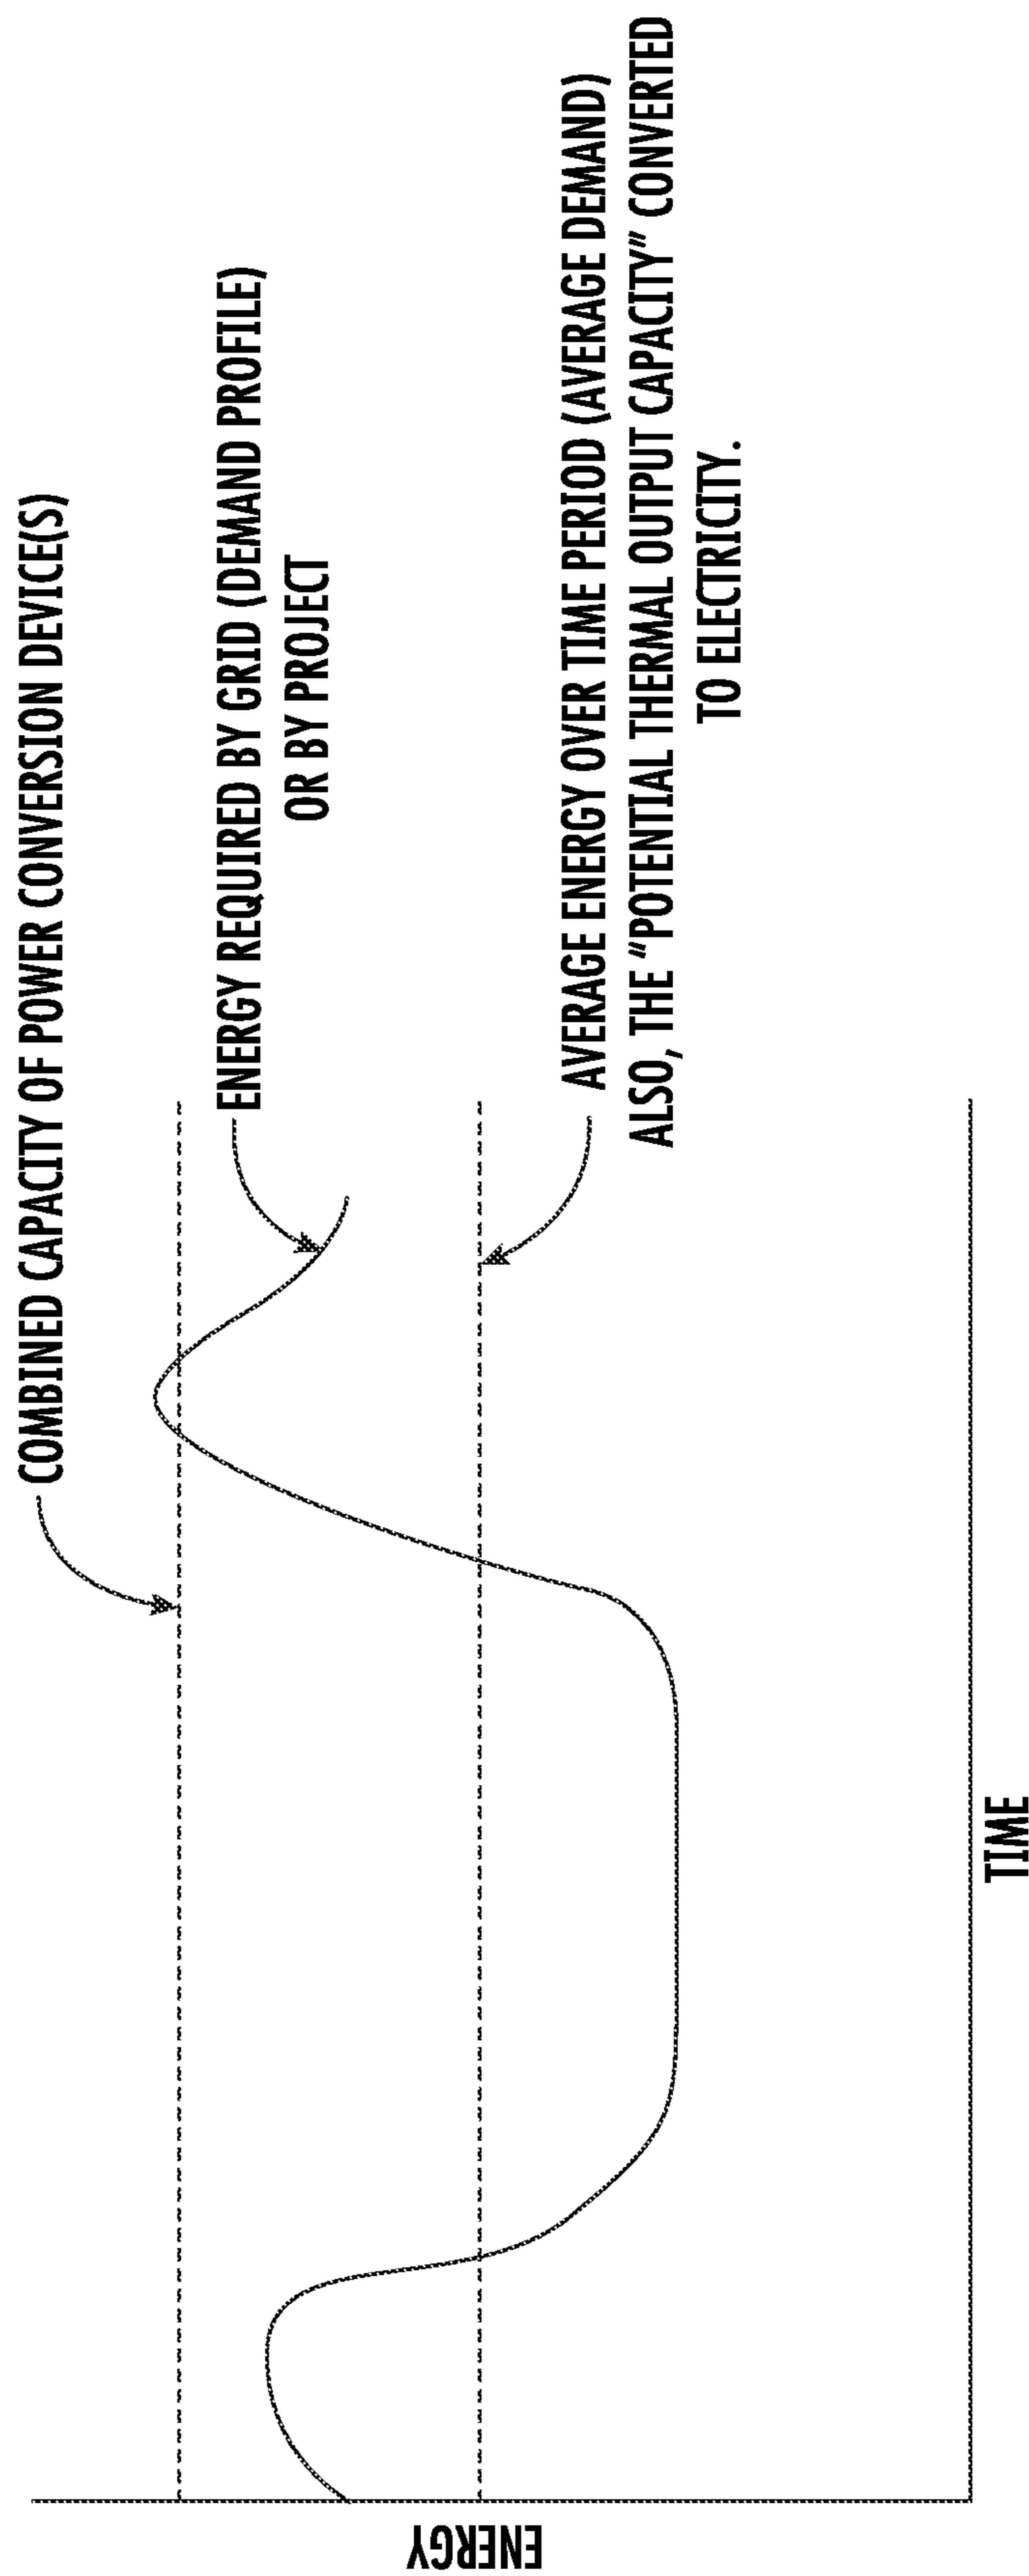 COMBINED CAPACITY OF POWER CONVERSION DEVICE(S)
ENERGY REQUIRED BY GRID (DEMAND PROFILE)
OR BY PROJECT
AVERAGE ENERGY OVER TIME PERIOD (AVERAGE DEMAND)
ALSO, THE “POTENTIAL THERMAL OUTPUT CAPACITY” CONVERTED
TO ELECTRICITY.
ENERGY
TIME